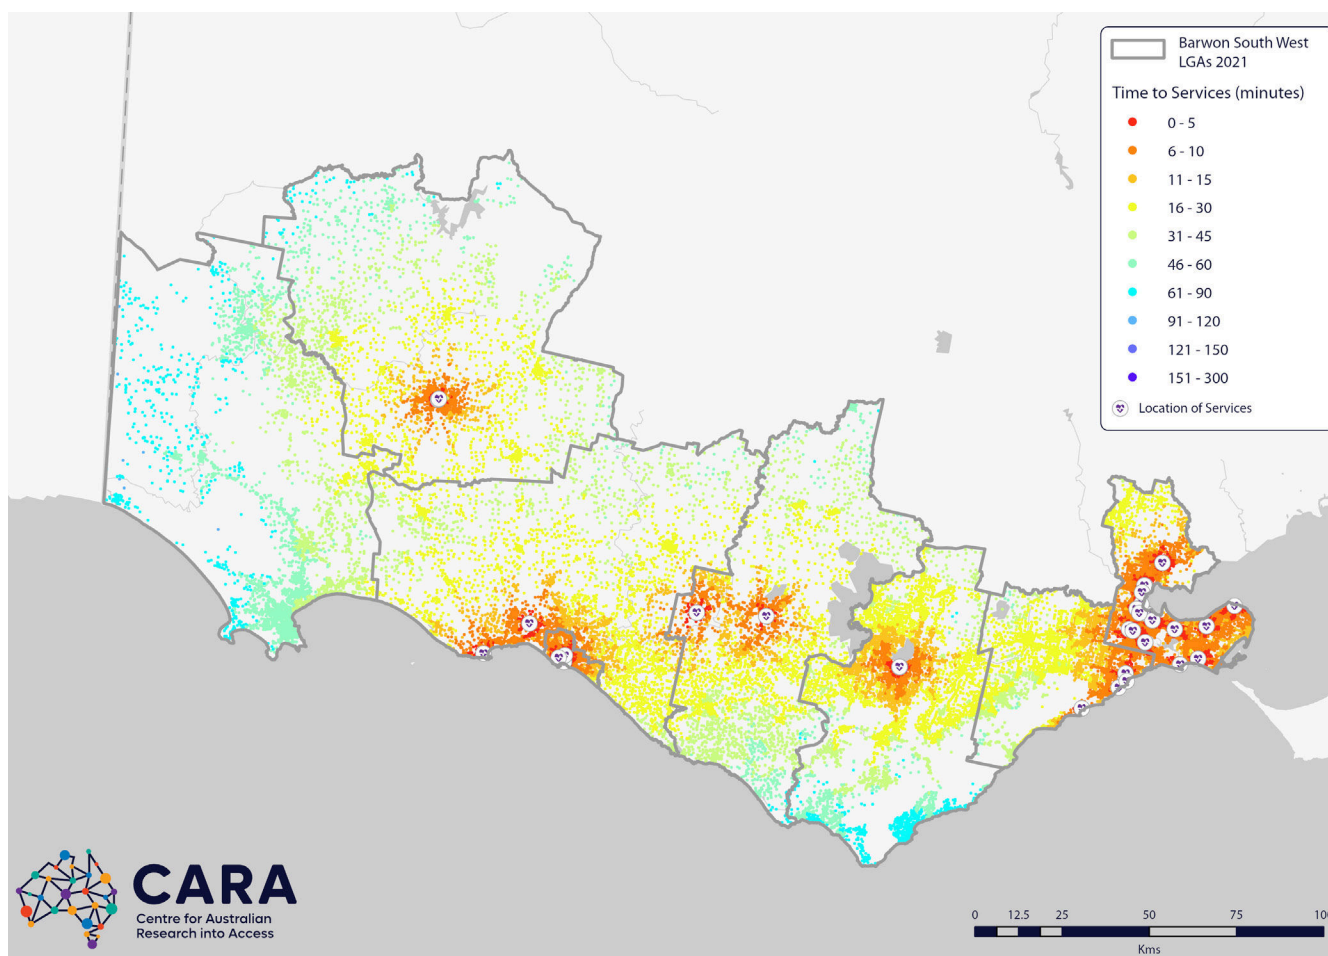 Barwon South West
LGAs 2021
Time to Services (minutes)
0 - 5
6 - 10
11 - 15
16 - 30
31 - 45
46 - 60
61 - 90
91 - 120
121 - 150
151 - 300
Location of Services
CARA
Centre for Australian
Research into Access
0 12.5 25 50 75 100
Kms